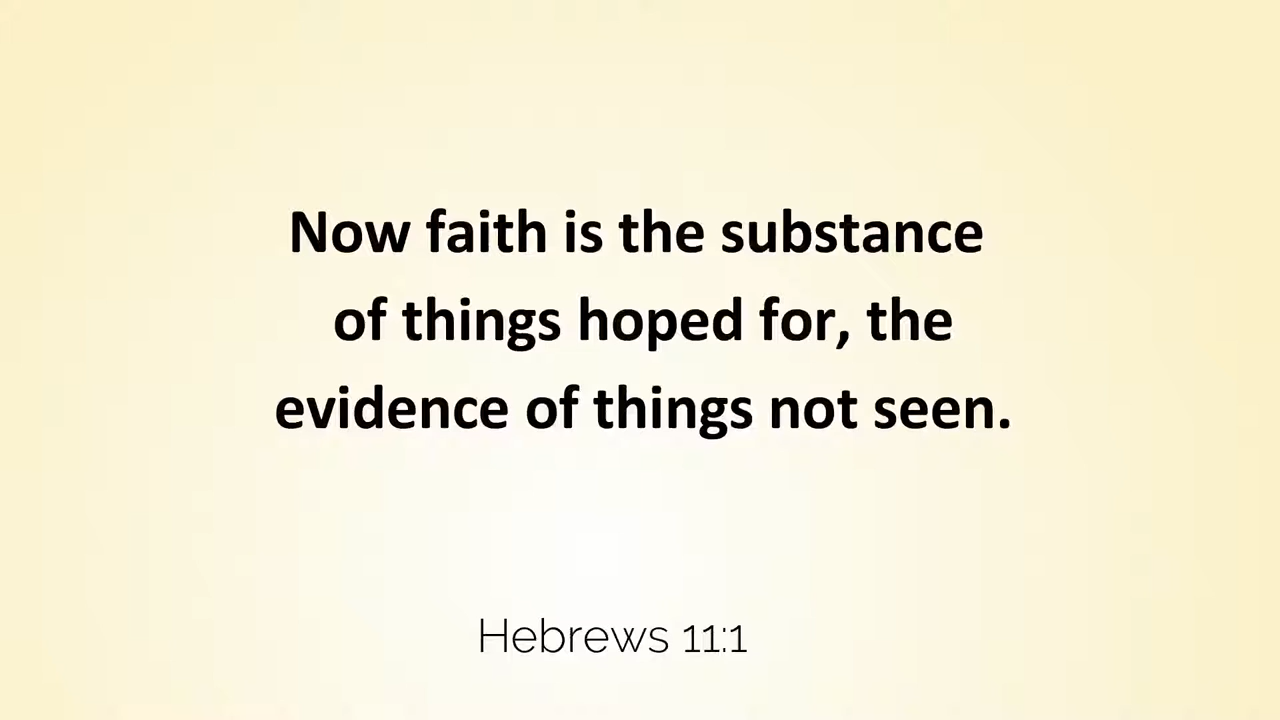 Now faith is the substance
of things hoped for, the
evidence of things not seen.
Hebrews 11:1